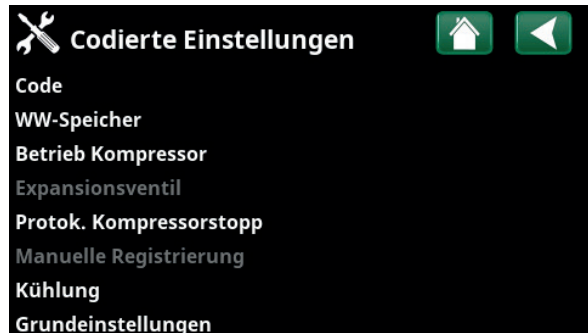 Codierte Einstellungen
Code
WW-Speicher
Betrieb Kompressor
Expansionsventil
Protok. Kompressorstopp
Manuelle Registrierung
Kühlung
Grundeinstellungen